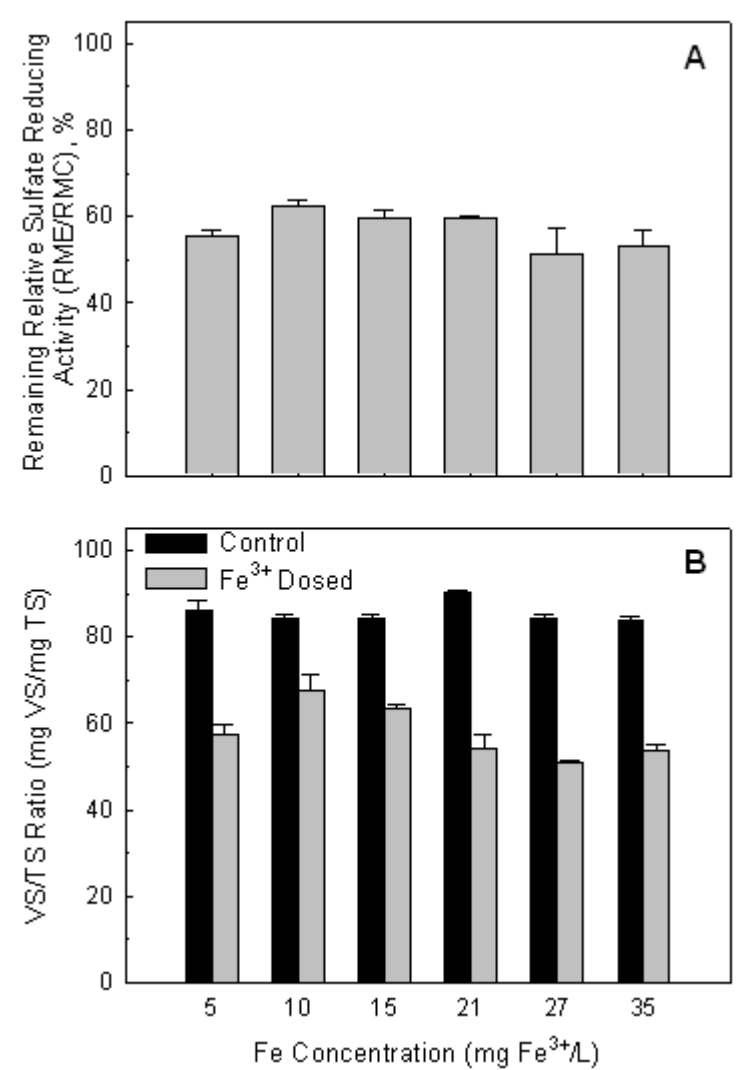 100
80
60
40
20
0
Remaining Relative Sulfate Reducing
Activity (RME/RMC), %
A
100
80
60
40
20
0
VS/TS Ratio (mg VS/mg TS)
Control
Fe³⁺ Dosed
B
5 10 15 21 27 35
Fe Concentration (mg Fe³⁺/L)